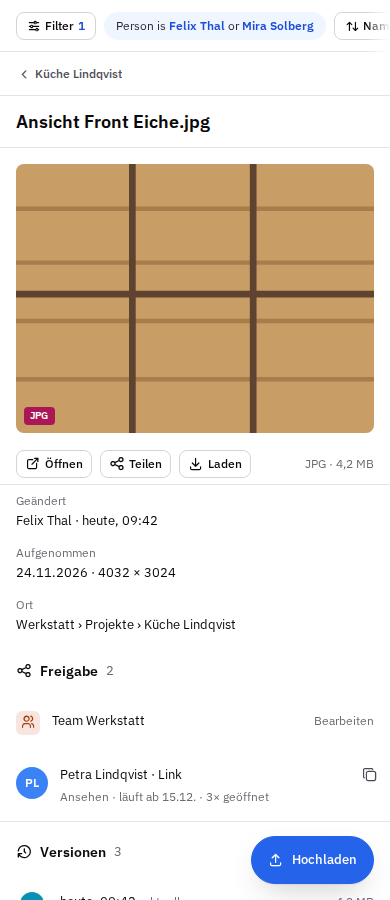 Filter 1
Person is Felix Thal or Mira Solberg
Küche Lindqvist
Ansicht Front Eiche.jpg
JPG
Öffnen
Teilen
Laden
JPG · 4,2 MB
Geändert
Felix Thal · heute, 09:42
Aufgenommen
24.11.2026 · 4032 × 3024
Ort
Werkstatt › Projekte › Küche Lindqvist
Freigabe 2
Team Werkstatt
Bearbeiten
PL
Petra Lindqvist · Link
Ansehen · läuft ab 15.12. · 3× geöffnet
Versionen 3
Hochladen